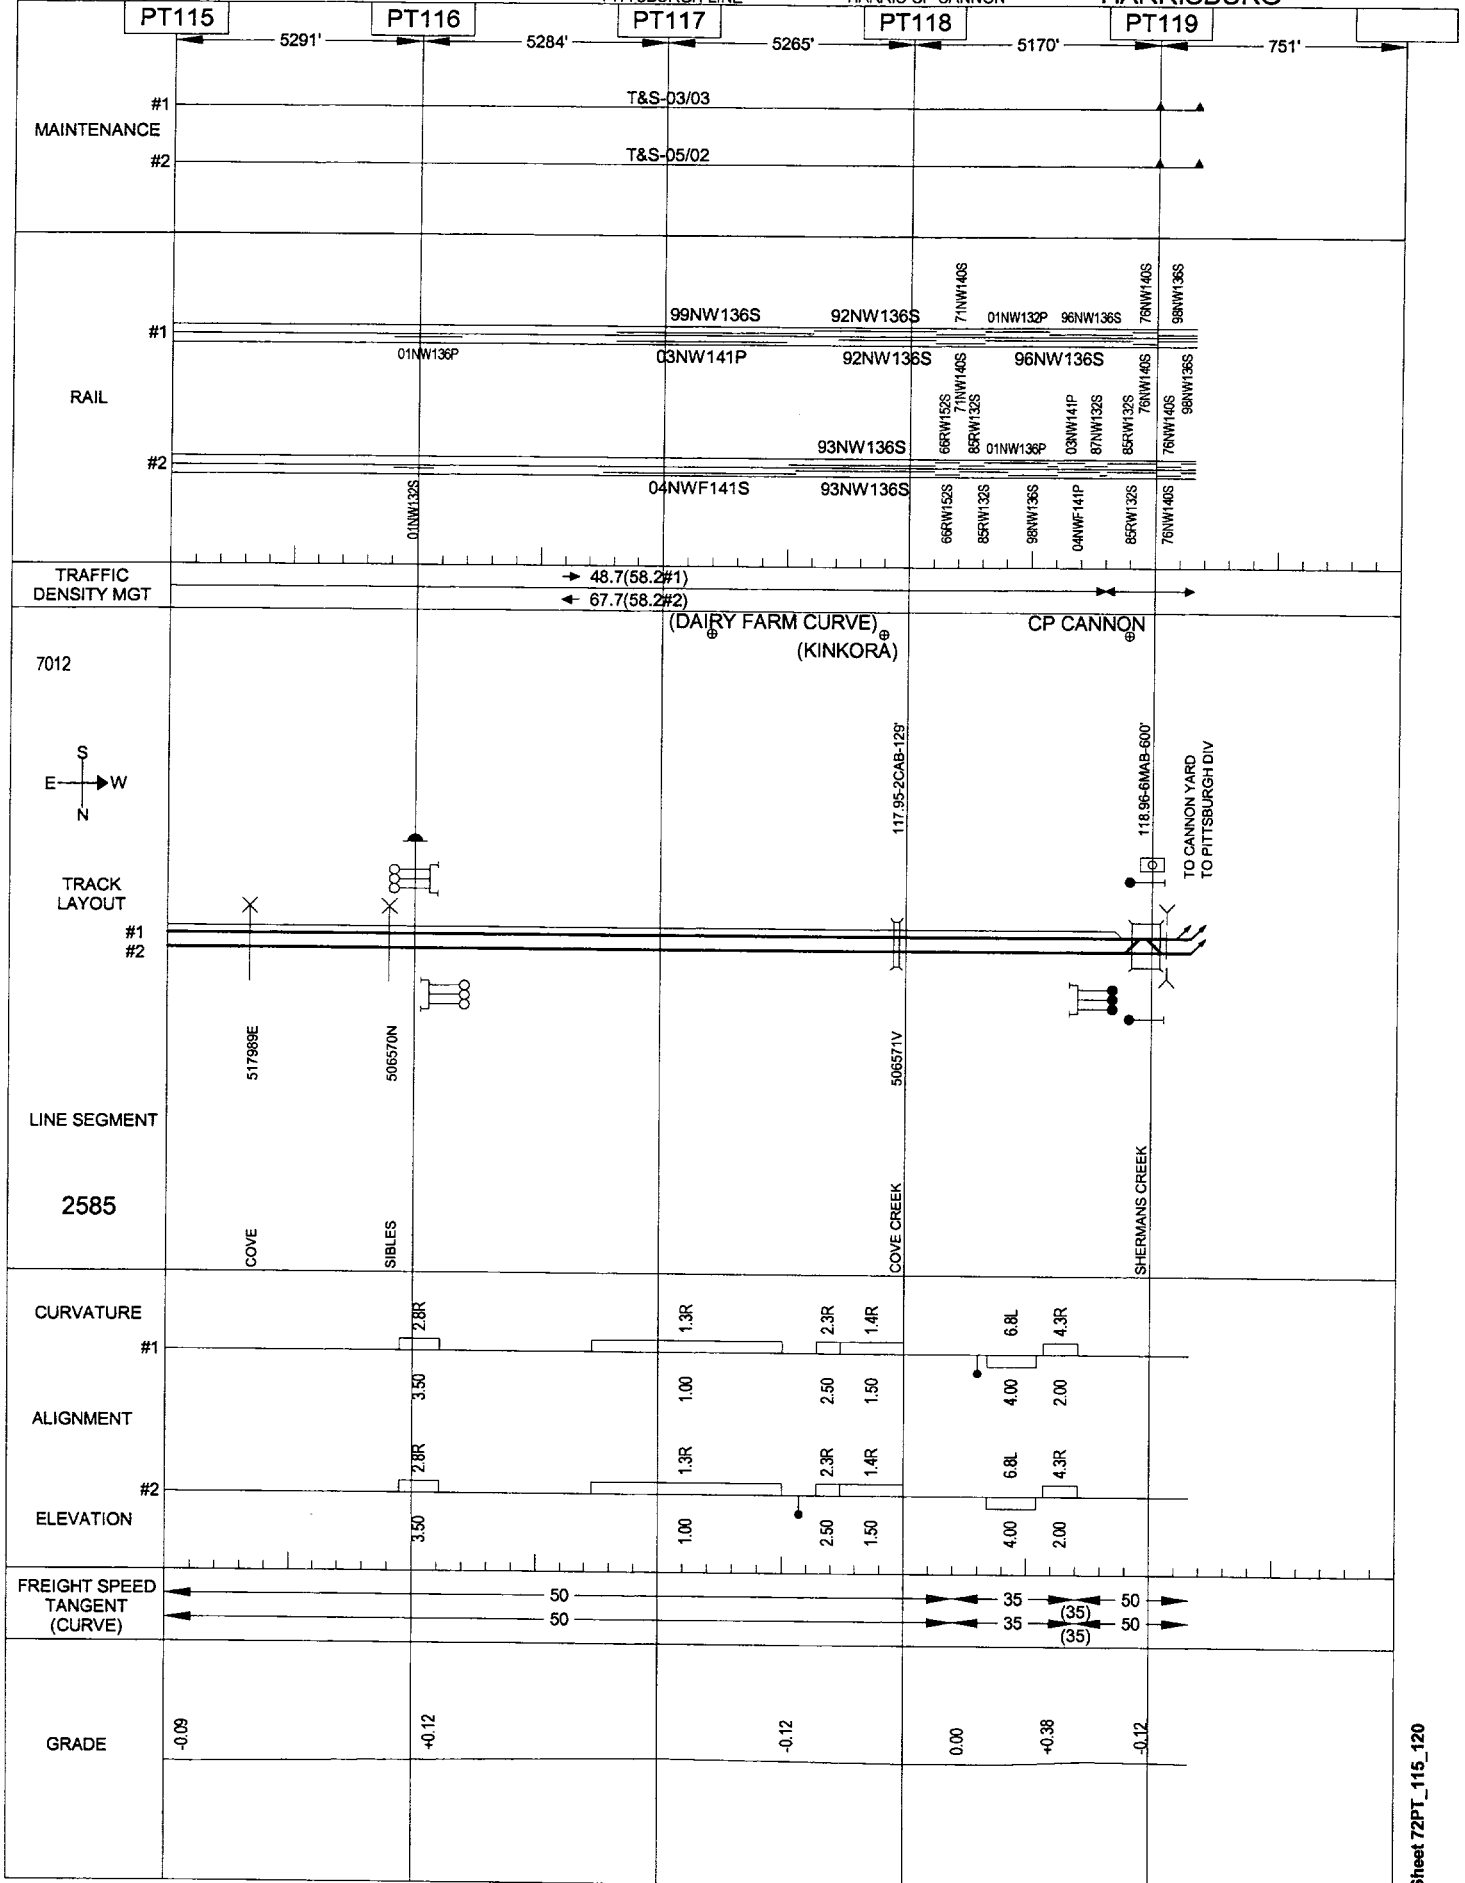 PT115 PT116 PT117 PT118 PT119
5291' 5284' 5265' 5170' 751'
MAINTENANCE
#1 T&S-03/03
#2 T&S-05/02
RAIL
#1
99NW136S 92NW136S 71NW140S 01NW132P 96NW136S 76NW140S 98NW136S
01NW136P 03NW141P 92NW136S 71NW140S 96NW136S 76NW140S 98NW136S
#2
93NW136S 66RW152S 85RW132S 01NW136P 03NW141P 87NW132S 85RW132S 76NW140S
01NW132S 04NWF141S 93NW136S 66RW152S 85RW132S 98NW136S 04NWF141P 85RW132S 76NW140S
TRAFFIC
DENSITY MGT
48.7(58.2#1)
67.7(58.2#2)
(DAIRY FARM CURVE)
(KINKORA)
CP CANNON
7012
S
E W
N
117.95-2CAB-129'
118.96-6MAB-600'
TO CANNON YARD
TO PITTSBURGH DIV
TRACK
LAYOUT
#1
#2
517989E
506570N
506571V
LINE SEGMENT
2585
COVE
SIBLES
COVE CREEK
SHERMANS CREEK
CURVATURE
#1
2.8R 1.3R 2.3R 1.4R 6.8L 4.3R
3.50 1.00 2.50 1.50 4.00 2.00
ALIGNMENT
2.8R 1.3R 2.3R 1.4R 6.8L 4.3R
#2
ELEVATION
3.50 1.00 2.50 1.50 4.00 2.00
FREIGHT SPEED
TANGENT
(CURVE)
50 35 (35) 50
50 35 (35) 50
GRADE
-0.09 +0.12 -0.12 0.00 +0.38 -0.12
Sheet 72PT_115_120